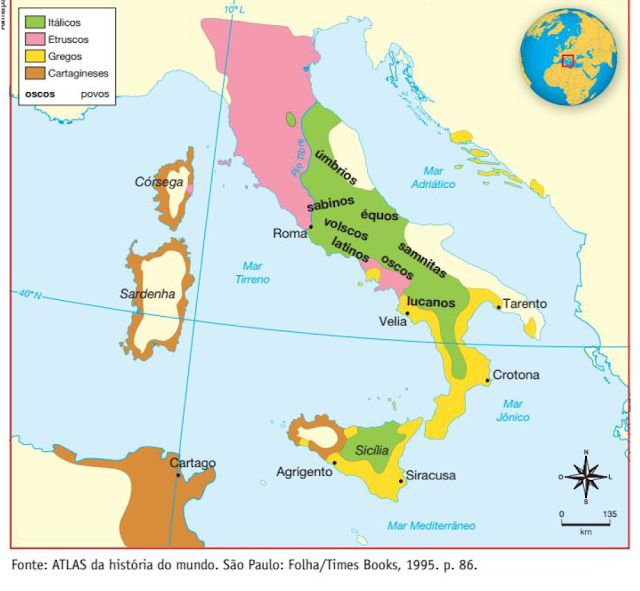 10° L
Itálicos
Etruscos
Gregos
Cartagineses
oscos povos
Rio Tibre
úmbrios
Mar
Adriático
Córsega
sabinos
équos
Roma
volscos
latinos
oscos
samnitas
Mar
Tirreno
40° N
Sardenha
lucanos
Velia
Tarento
Crotona
Mar
Jônico
Cartago
Sicília
Agrigento
Siracusa
N
O
L
S
0 135
km
Mar Mediterrâneo
Fonte: ATLAS da história do mundo. São Paulo: Folha/Times Books, 1995. p. 86.